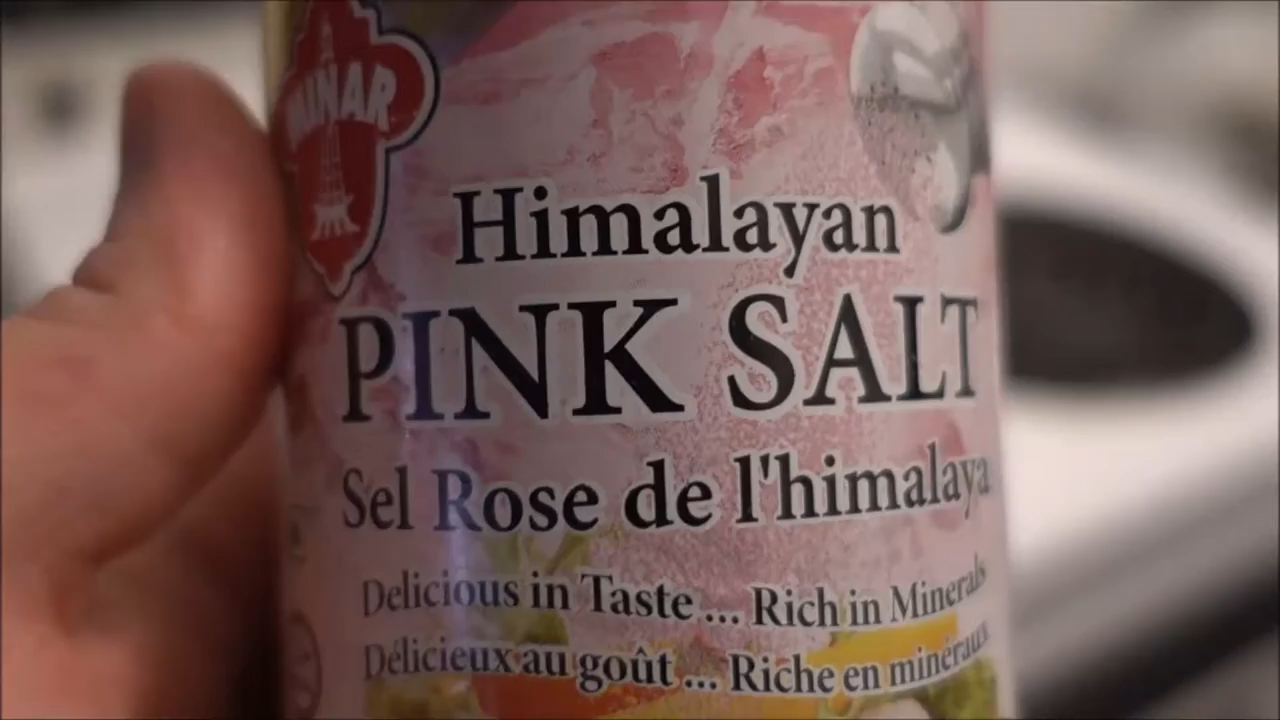 MINAR
Himalayan
PINK SALT
Sel Rose de l'himalaya
Delicious in Taste ... Rich in Minerals
Délicieux au goût ... Riche en minéraux